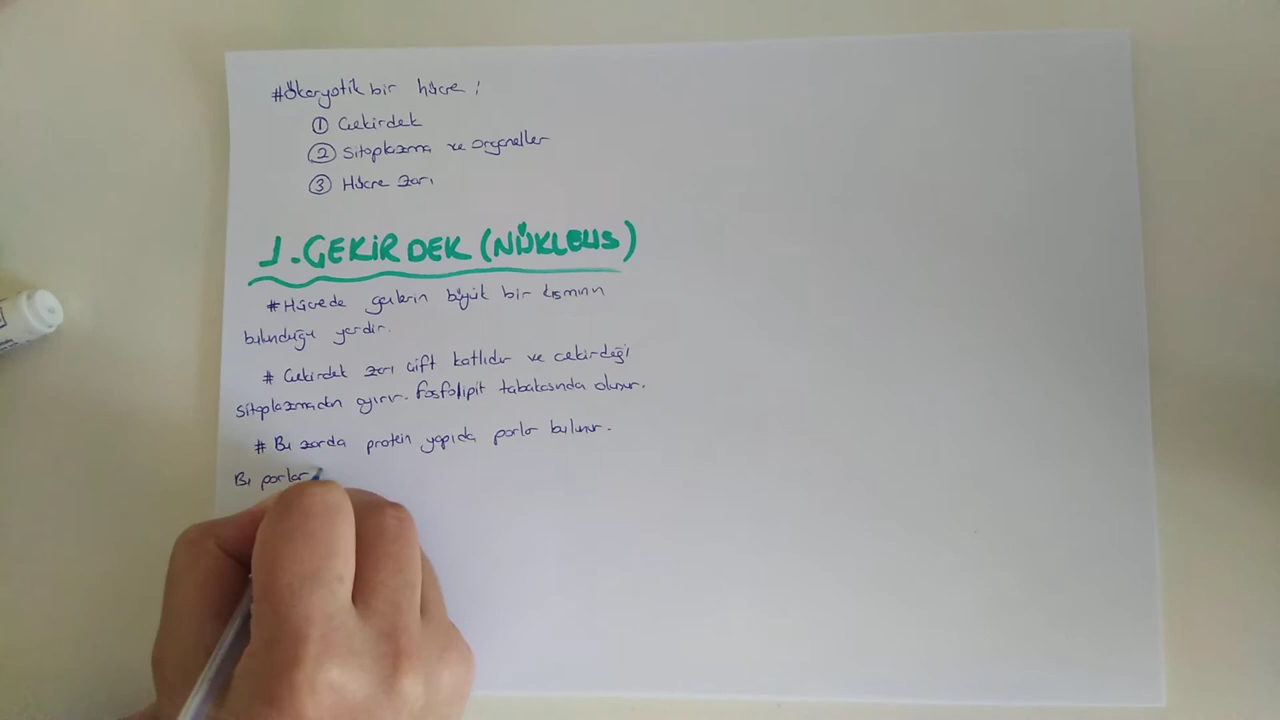 #Ökaryotik bir hücre ;
① Çekirdek
② Sitoplazma ve organeller
③ Hücre zarı
1. ÇEKİRDEK (NÜKLEUS)
#Hücrede genlerin büyük bir kısmının
bulunduğu yerdir.
# Çekirdek zarı çift katlıdır ve çekirdeği
sitoplazmadan ayırır. fosfolipit tabakasında oluşur.
# Bu zarda protein yapıda porlar bulunur.
Bu porlar